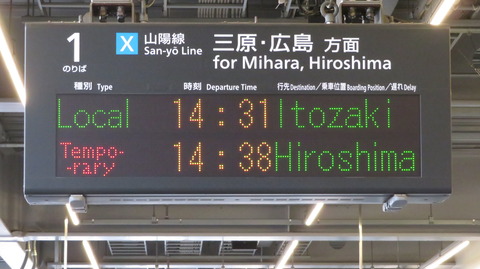 1 のりば X 山陽線 San-yō Line 三原・広島 方面 for Mihara, Hiroshima
種別 Type 時刻 Departure Time 行先 Destination／乗車位置 Boarding Position／遅れ Delay
Local 14:31 Itozaki
Tempo- -rary 14:38 Hiroshima